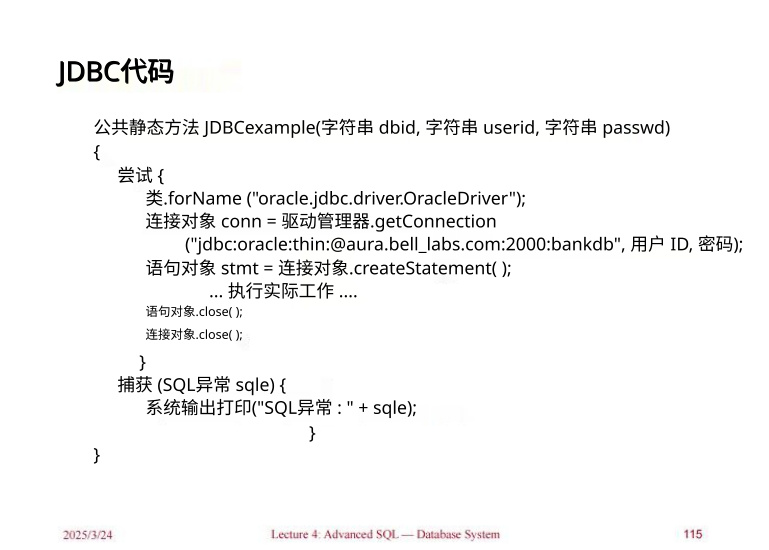 JDBC代码
公共静态方法 JDBCexample(字符串 dbid, 字符串 userid, 字符串 passwd)
{
尝试 {
类.forName ("oracle.jdbc.driver.OracleDriver");
连接对象 conn = 驱动管理器.getConnection
("jdbc:oracle:thin:@aura.bell_labs.com:2000:bankdb", 用户 ID, 密码);
语句对象 stmt = 连接对象.createStatement( );
... 执行实际工作 ....
语句对象.close( );
连接对象.close( );
}
捕获 (SQL异常 sqle) {
系统输出打印("SQL异常 : " + sqle);
}
}
2025/3/24
Lecture 4: Advanced SQL — Database System
115